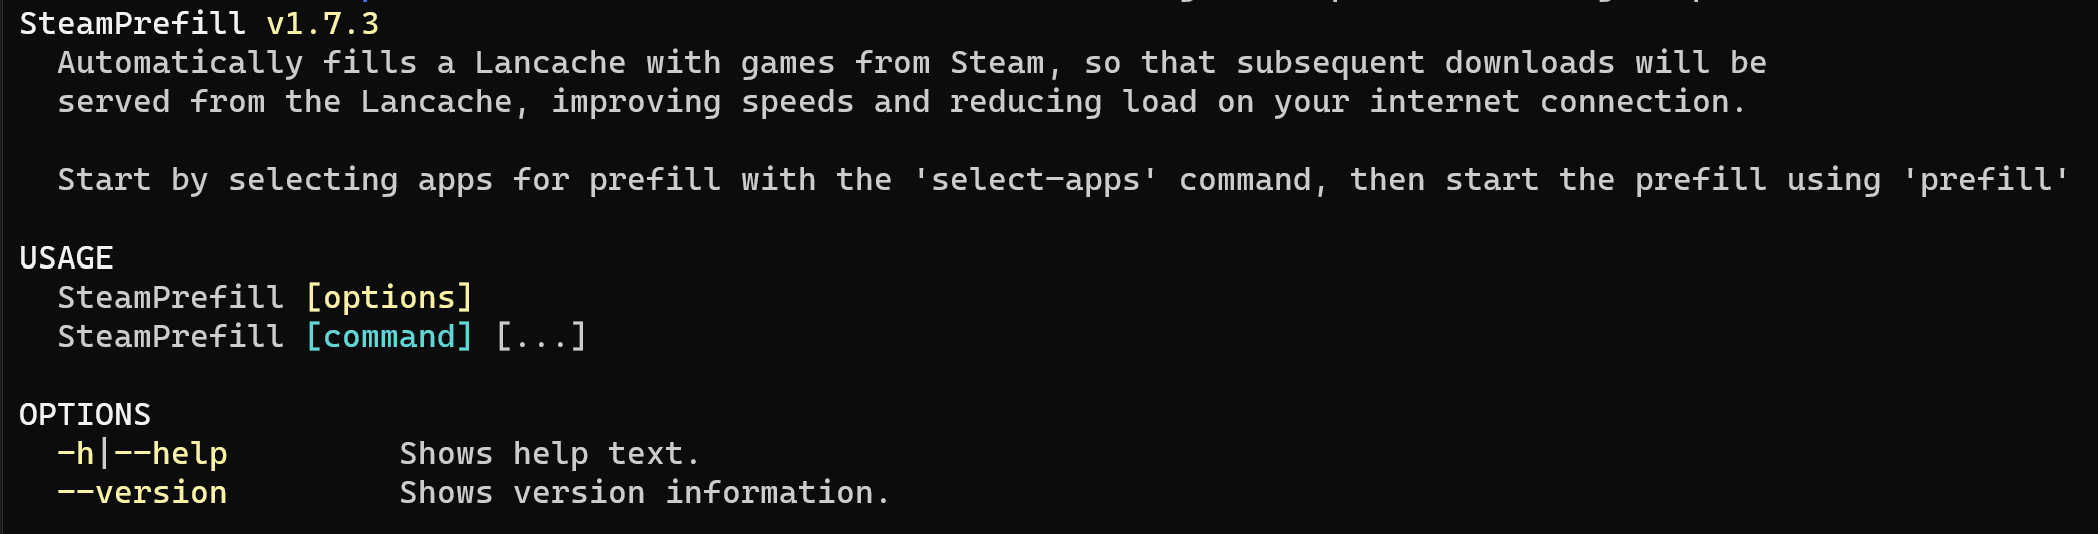 SteamPrefill v1.7.3
Automatically fills a Lancache with games from Steam, so that subsequent downloads will be
served from the Lancache, improving speeds and reducing load on your internet connection.
Start by selecting apps for prefill with the 'select-apps' command, then start the prefill using 'prefill'
USAGE
SteamPrefill [options]
SteamPrefill [command] [...]
OPTIONS
-h|--help Shows help text.
--version Shows version information.